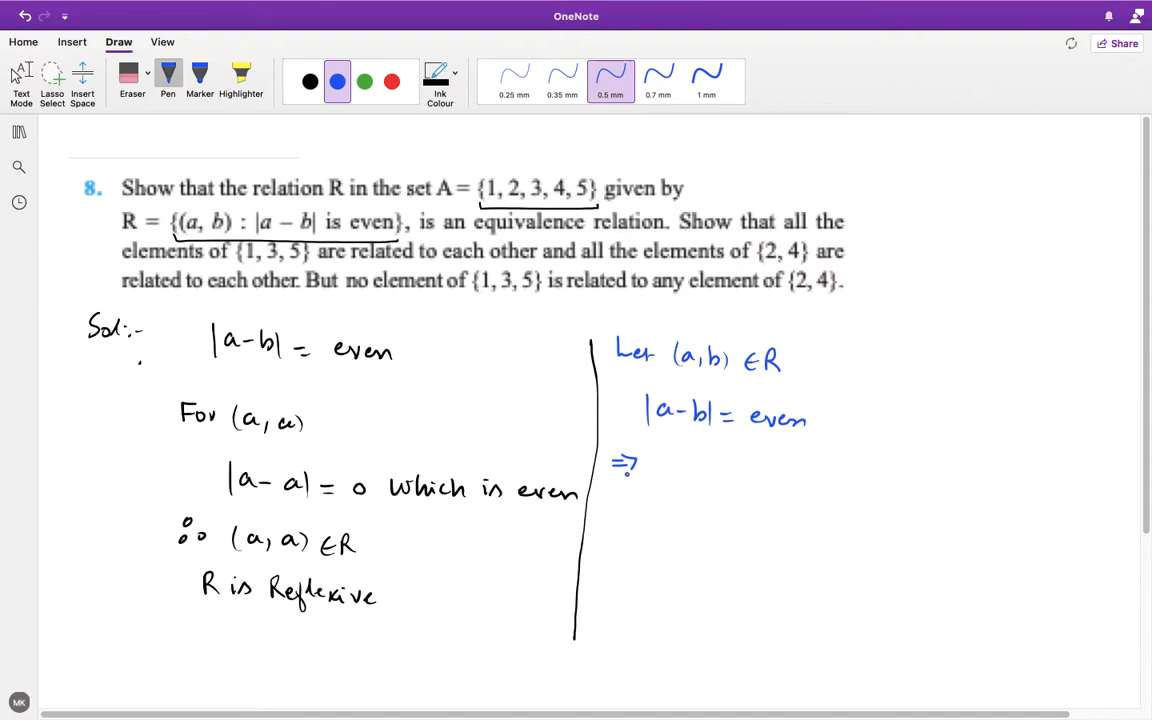 OneNote
Home Insert Draw View
Share
Text Mode
Lasso Select
Insert Space
Eraser
Pen
Marker
Highlighter
Ink Colour
0.25 mm
0.35 mm
0.5 mm
0.7 mm
1 mm
8. Show that the relation R in the set A = {1, 2, 3, 4, 5} given by
R = {(a, b) : |a – b| is even}, is an equivalence relation. Show that all the
elements of {1, 3, 5} are related to each other and all the elements of {2, 4} are
related to each other. But no element of {1, 3, 5} is related to any element of {2, 4}.
Sol:-
|a-b| = even
For (a, a)
|a-a| = 0 which is even
∴ (a, a) ∈R
R is Reflexive
Let (a,b) ∈R
|a-b| = even
⇒
MK